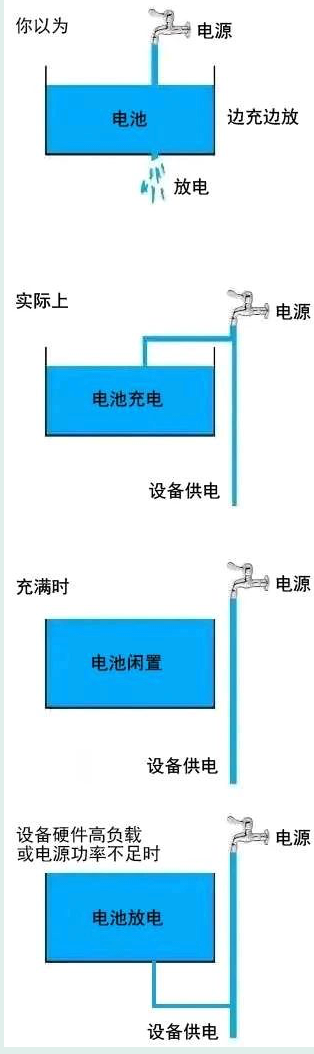 你以为
电源
电池
边充边放
放电
实际上
电源
电池充电
设备供电
充满时
电源
电池闲置
设备供电
设备硬件高负载
或电源功率不足时
电源
电池放电
设备供电